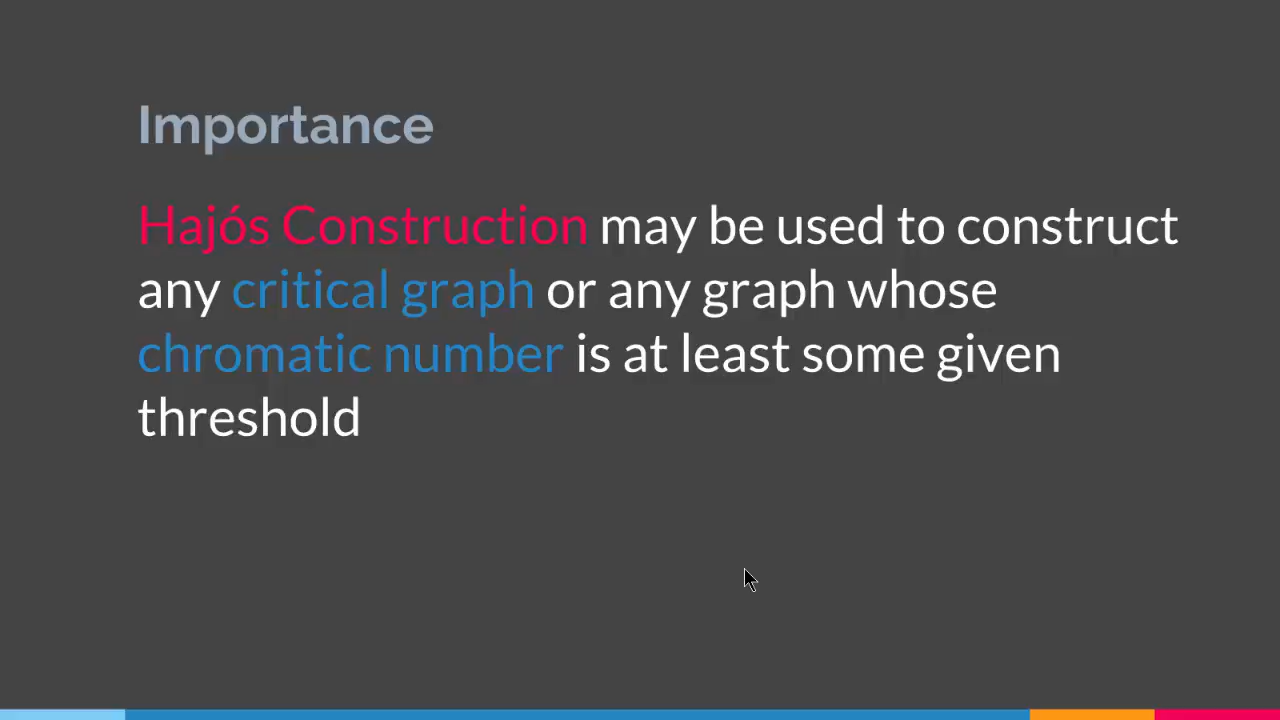 Importance
Hajós Construction may be used to construct
any critical graph or any graph whose
chromatic number is at least some given
threshold